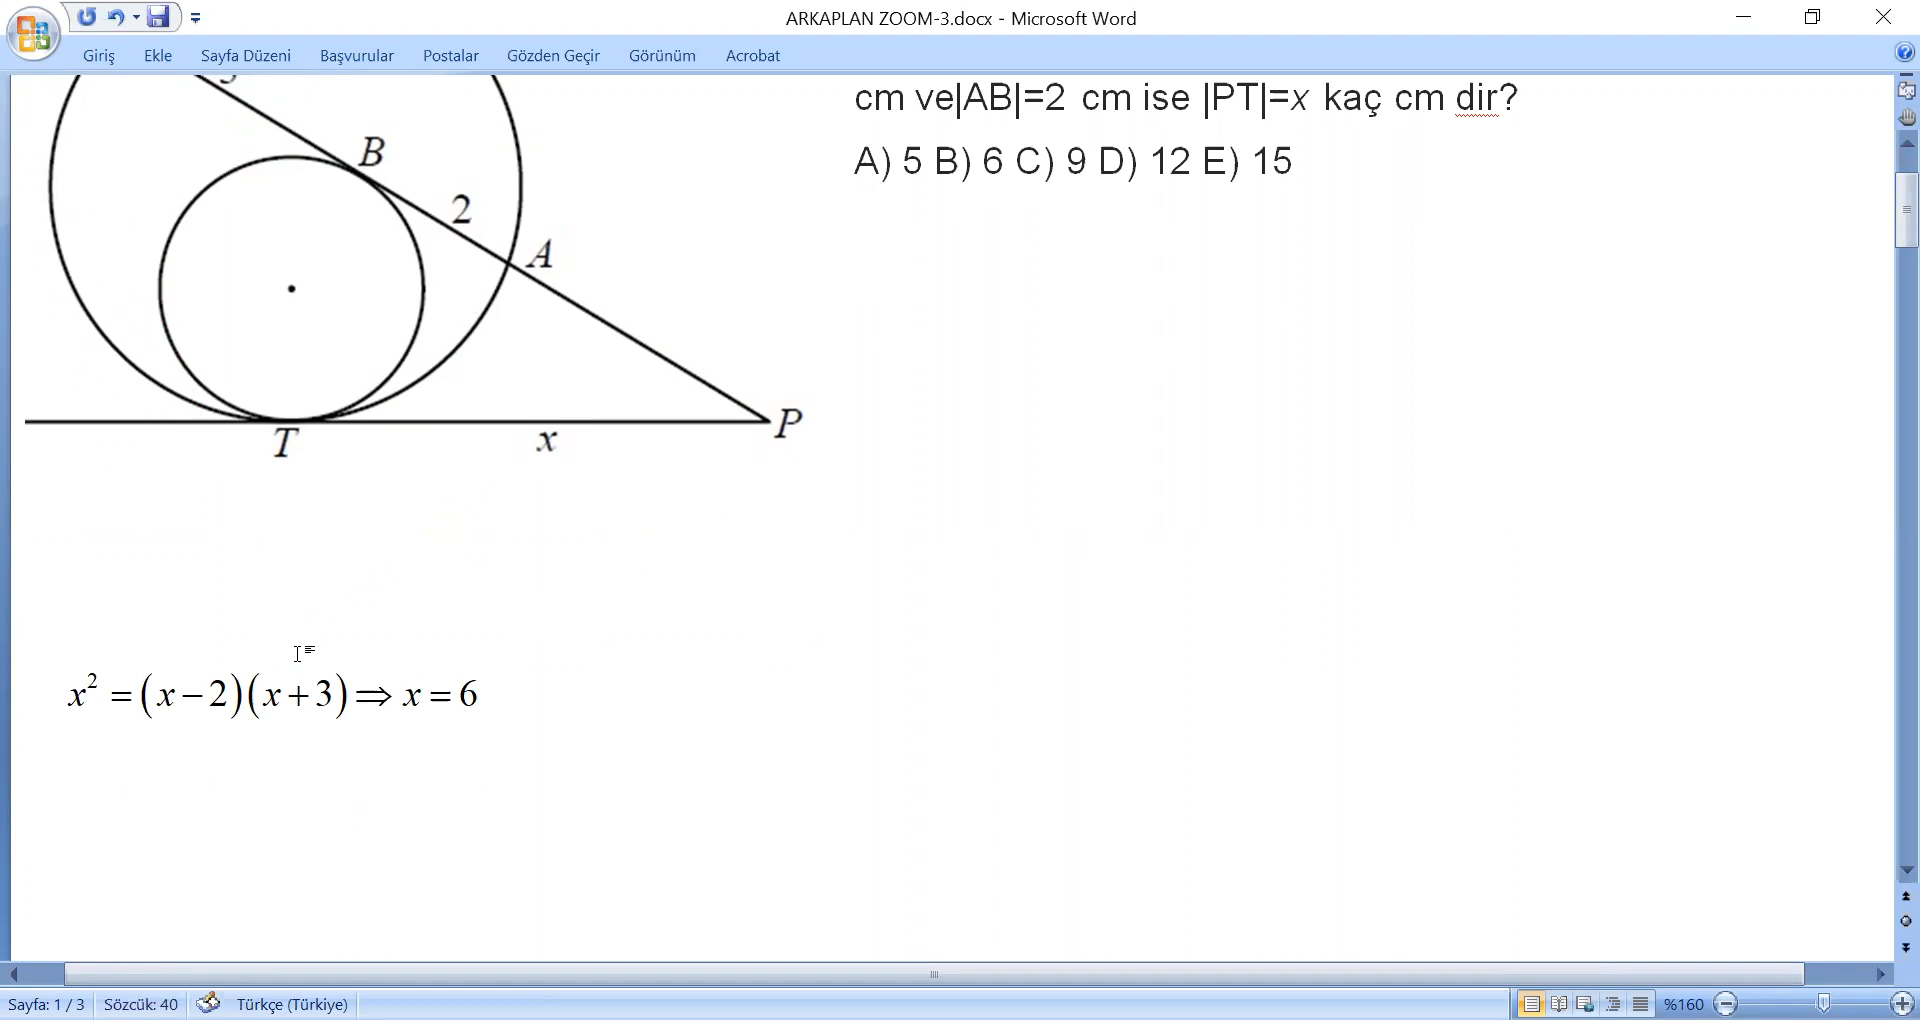 ARKAPLAN ZOOM-3.docx - Microsoft Word
Giriş Ekle Sayfa Düzeni Başvurular Postalar Gözden Geçir Görünüm Acrobat
cm ve|AB|=2 cm ise |PT|=x kaç cm dir?
A) 5 B) 6 C) 9 D) 12 E) 15
B
2
A
P
T
x
x² = (x − 2)(x + 3) ⇒ x = 6
Sayfa: 1 / 3 Sözcük: 40 Türkçe (Türkiye) %160